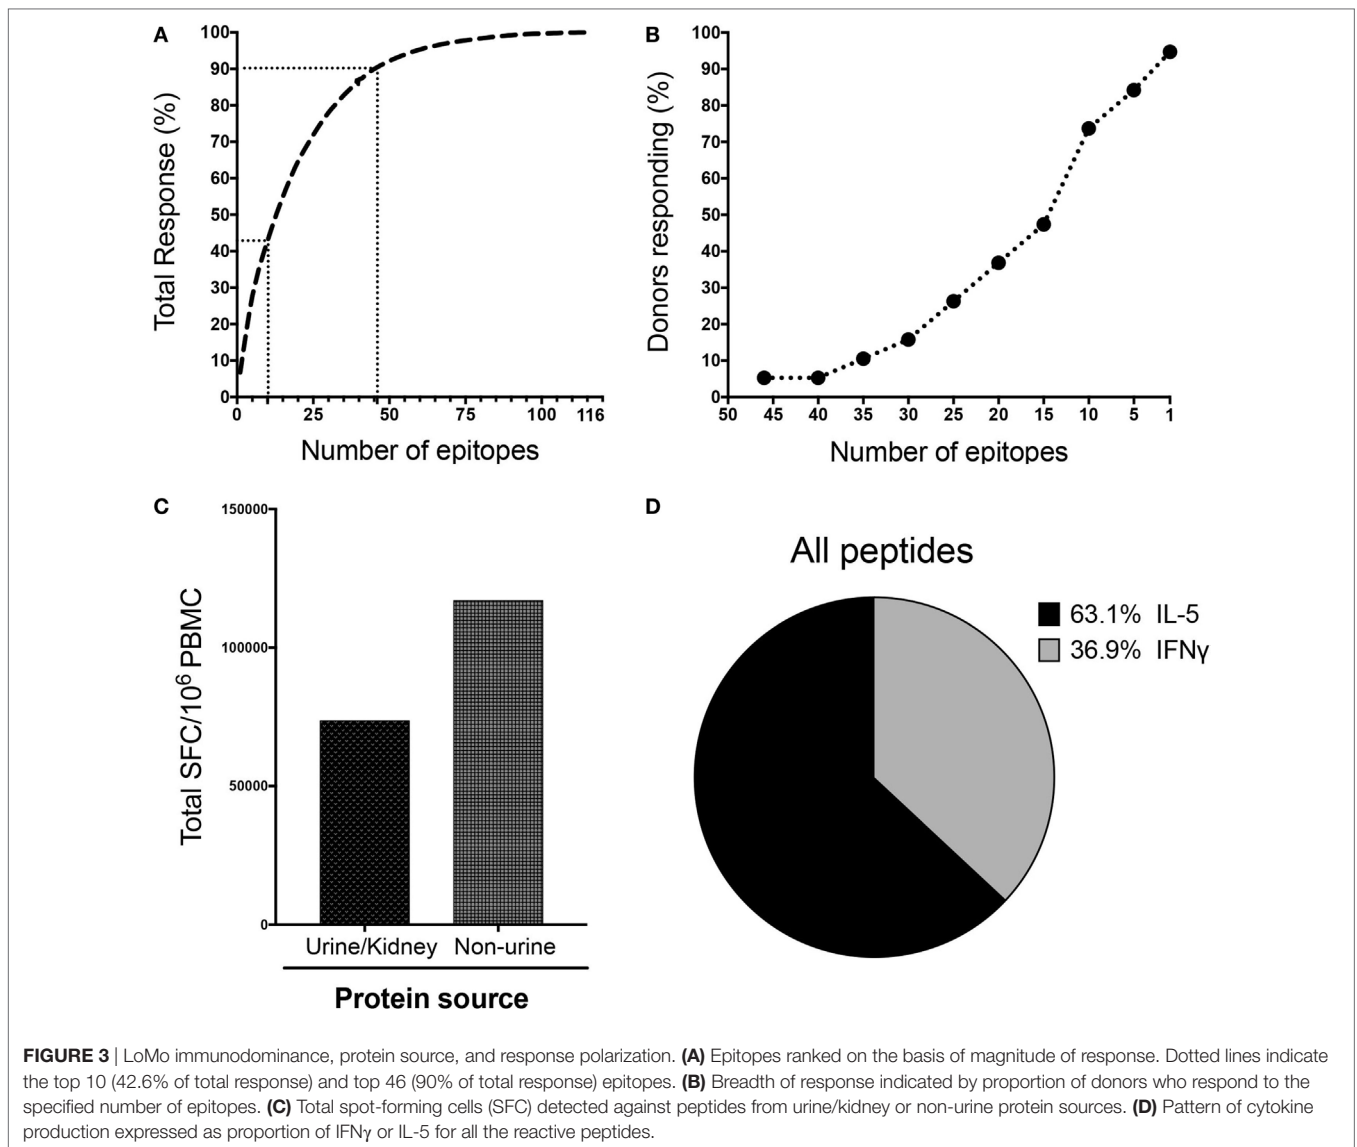 A
100
90
80
70
60
50
40
30
20
10
0
Total Response (%)
0 25 50 75 100 116
Number of epitopes
B
100
90
80
70
60
50
40
30
20
10
0
Donors responding (%)
50 45 40 35 30 25 20 15 10 5 1
Number of epitopes
C
150000
100000
50000
0
Total SFC/10⁶ PBMC
Urine/Kidney Non-urine
Protein source
D
All peptides
63.1% IL-5
36.9% IFNγ
FIGURE 3 | LoMo immunodominance, protein source, and response polarization. (A) Epitopes ranked on the basis of magnitude of response. Dotted lines indicate
the top 10 (42.6% of total response) and top 46 (90% of total response) epitopes. (B) Breadth of response indicated by proportion of donors who respond to the
specified number of epitopes. (C) Total spot-forming cells (SFC) detected against peptides from urine/kidney or non-urine protein sources. (D) Pattern of cytokine
production expressed as proportion of IFNγ or IL-5 for all the reactive peptides.